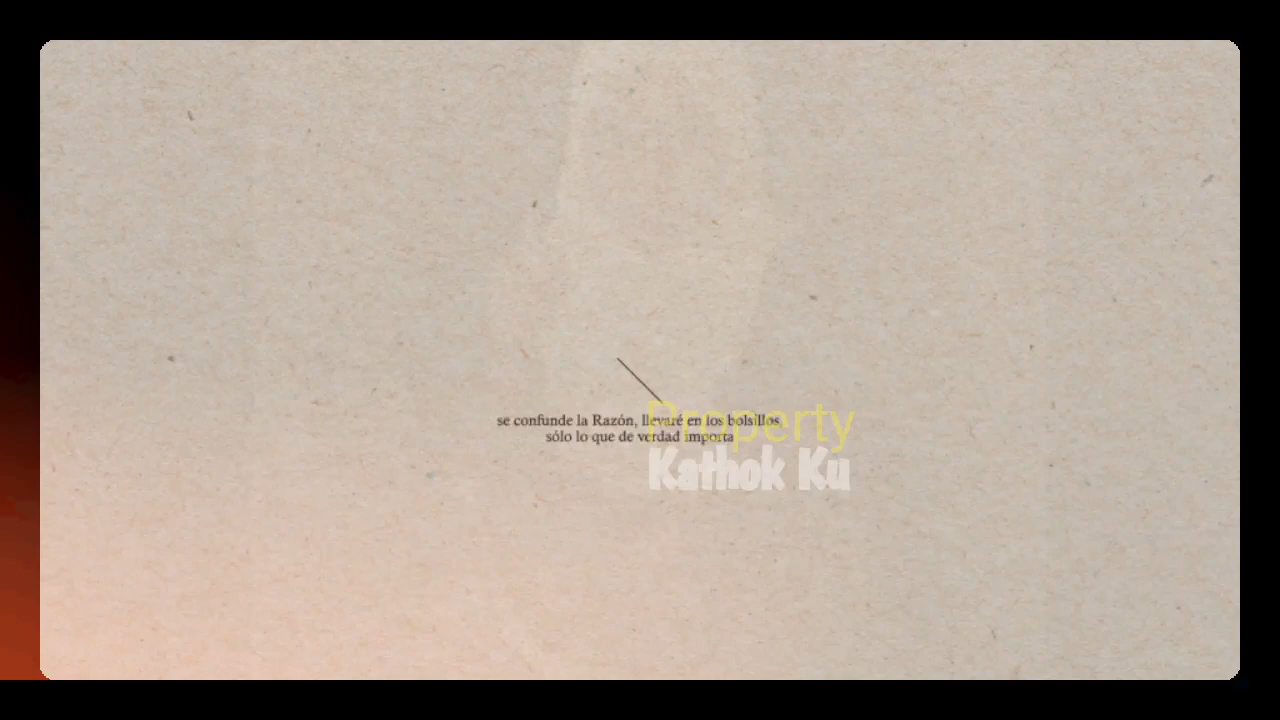 se confunde la Razón, llevaré en los bolsillos
sólo lo que de verdad importa
Property
Kathok Ku